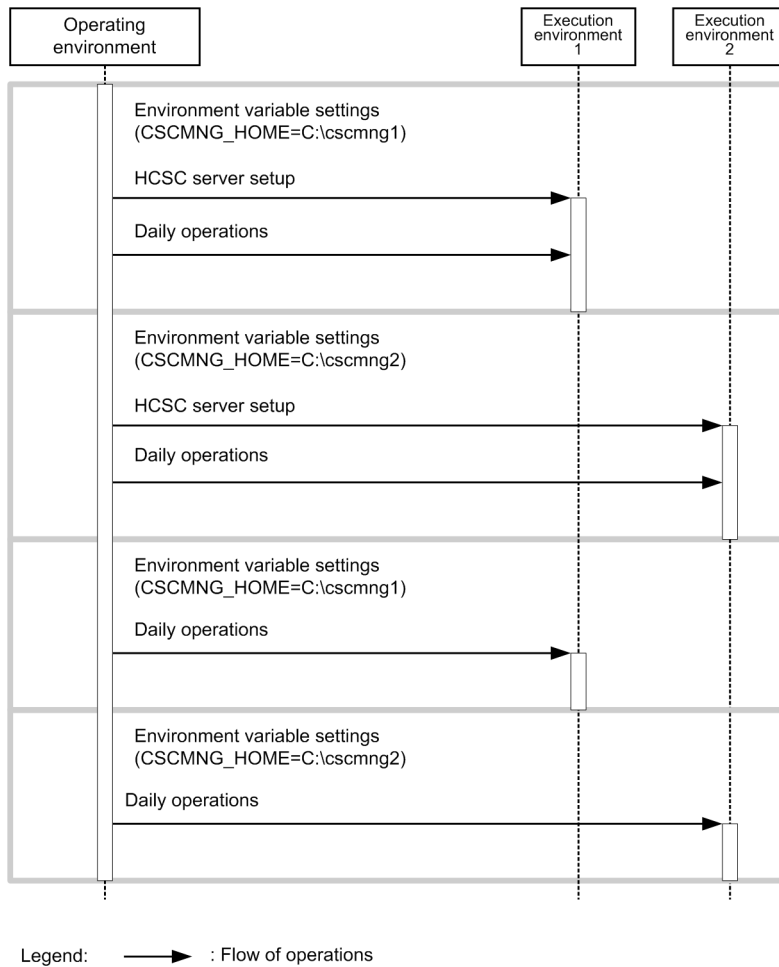 Operating
environment
Execution
environment
1
Execution
environment
2
Environment variable settings
(CSCMNG_HOME=C:\cscmng1)
HCSC server setup
Daily operations
Environment variable settings
(CSCMNG_HOME=C:\cscmng2)
HCSC server setup
Daily operations
Environment variable settings
(CSCMNG_HOME=C:\cscmng1)
Daily operations
Environment variable settings
(CSCMNG_HOME=C:\cscmng2)
Daily operations
Legend: : Flow of operations